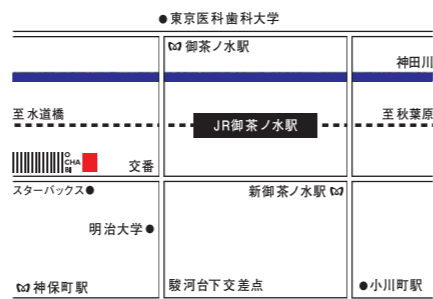 ●東京医科歯科大学
御茶ノ水駅
神田川
至水道橋
JR御茶ノ水駅
至秋葉原
OCHABI
交番
スターバックス●
新御茶ノ水駅
明治大学●
神保町駅
駿河台下交差点
●小川町駅